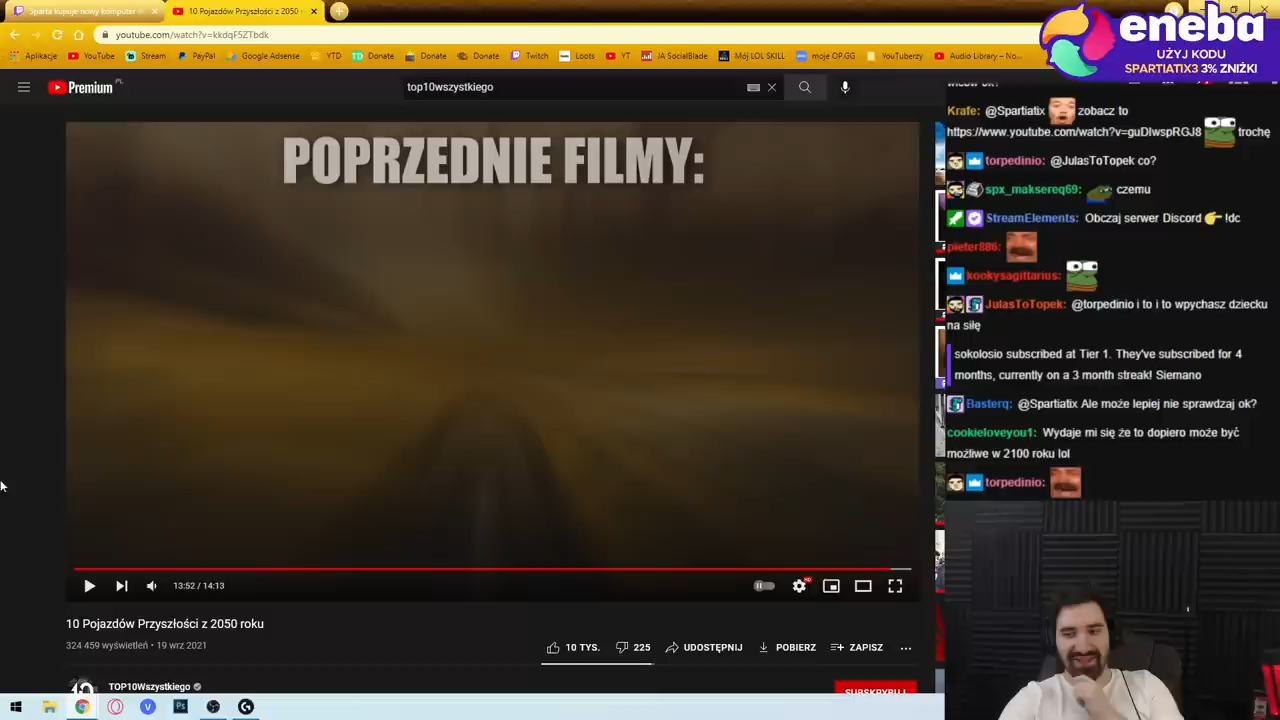 Sparta kupuje nowy komputer
10 Pojazdów Przyszłości z 2050 r
youtube.com/watch?v=kkdqF5ZTbdk
Aplikacje
YouTube
Stream
PayPal
Google Adsense
YTD
Donate
Donate
Donate
Twitch
Loots
YT
JA SocialBlade
Mój LOL SKILL
moje OP.GG
YouTuberzy
Audio Library – No...
eneba
UŻYJ KODU
SPARTIATIX3 3% ZNIŻKI
Premium PL
top10wszystkiego
POPRZEDNIE FILMY:
13:52 / 14:13
HD
10 Pojazdów Przyszłości z 2050 roku
324 459 wyświetleń • 19 wrz 2021
10 TYS.
225
UDOSTĘPNIJ
POBIERZ
ZAPISZ
TOP10Wszystkiego
SUBSKRYBUJ
Krafe: @Spartiatix zobacz to
https://www.youtube.com/watch?v=guDIwspRGJ8 trochę
torpedinio: @JulasToTopek co?
spx_maksereq69: czemu
StreamElements: Obczaj serwer Discord !dc
pieter886:
kookysagittarius:
JulasToTopek: @torpedinio i to i to wpychasz dziecku
na siłę
sokolosio subscribed at Tier 1. They've subscribed for 4
months, currently on a 3 month streak! Siemano
Basterq: @Spartiatix Ale może lepiej nie sprawdzaj ok?
cookieloveyou1: Wydaje mi się że to dopiero może być
możliwe w 2100 roku lol
torpedinio: